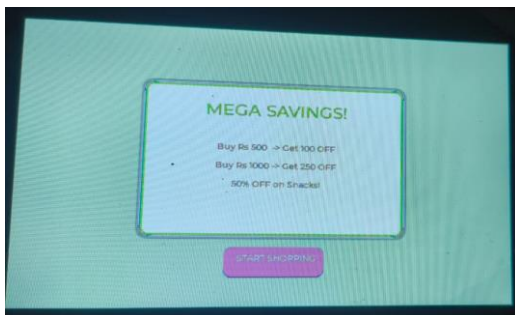 MEGA SAVINGS!
Buy Rs 500 -> Get 100 OFF
Buy Rs 1000 -> Get 250 OFF
50% OFF on Snacks!
START SHOPPING